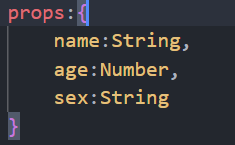 props:{
name:String,
age:Number,
sex:String
}